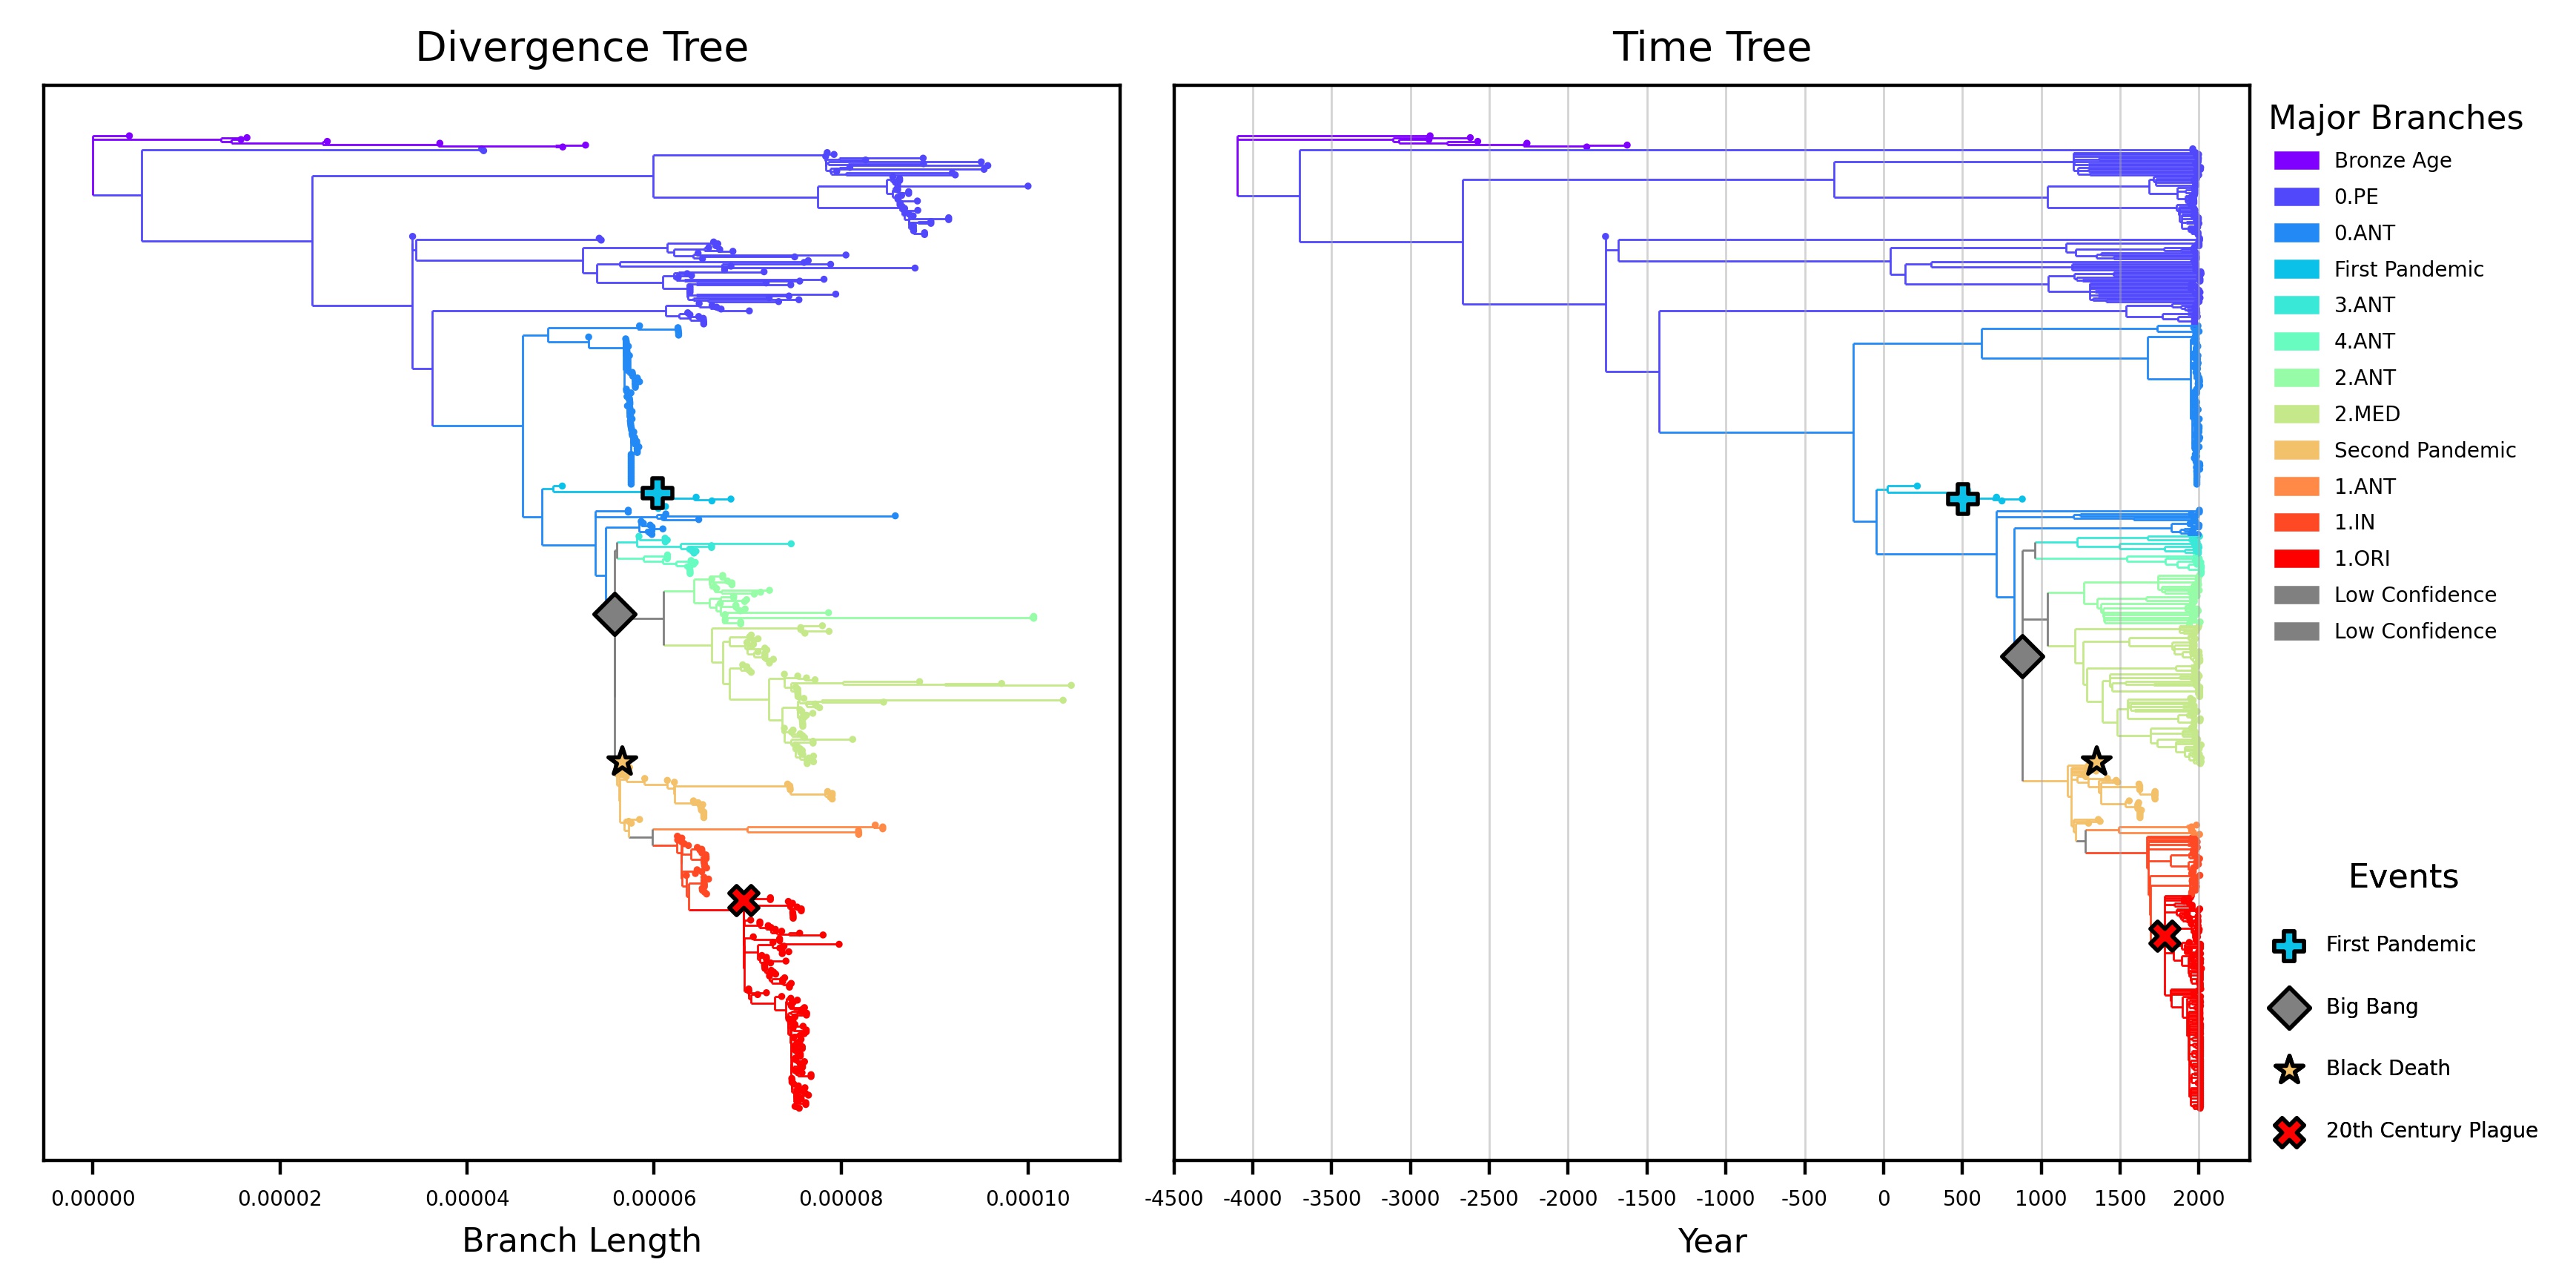 Divergence Tree
0.00000 0.00002 0.00004 0.00006 0.00008 0.00010
Branch Length
Time Tree
-4500 -4000 -3500 -3000 -2500 -2000 -1500 -1000 -500 0 500 1000 1500 2000
Year
Major Branches
Bronze Age
0.PE
0.ANT
First Pandemic
3.ANT
4.ANT
2.ANT
2.MED
Second Pandemic
1.ANT
1.IN
1.ORI
Low Confidence
Low Confidence
Events
First Pandemic
Big Bang
Black Death
20th Century Plague